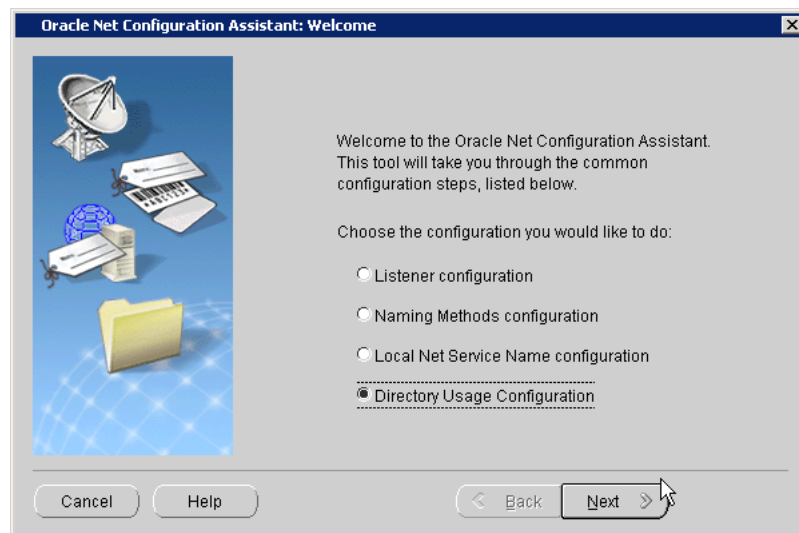 Oracle Net Configuration Assistant: Welcome
Welcome to the Oracle Net Configuration Assistant.
This tool will take you through the common
configuration steps, listed below.
Choose the configuration you would like to do:
Listener configuration
Naming Methods configuration
Local Net Service Name configuration
Directory Usage Configuration
Cancel
Help
Back
Next